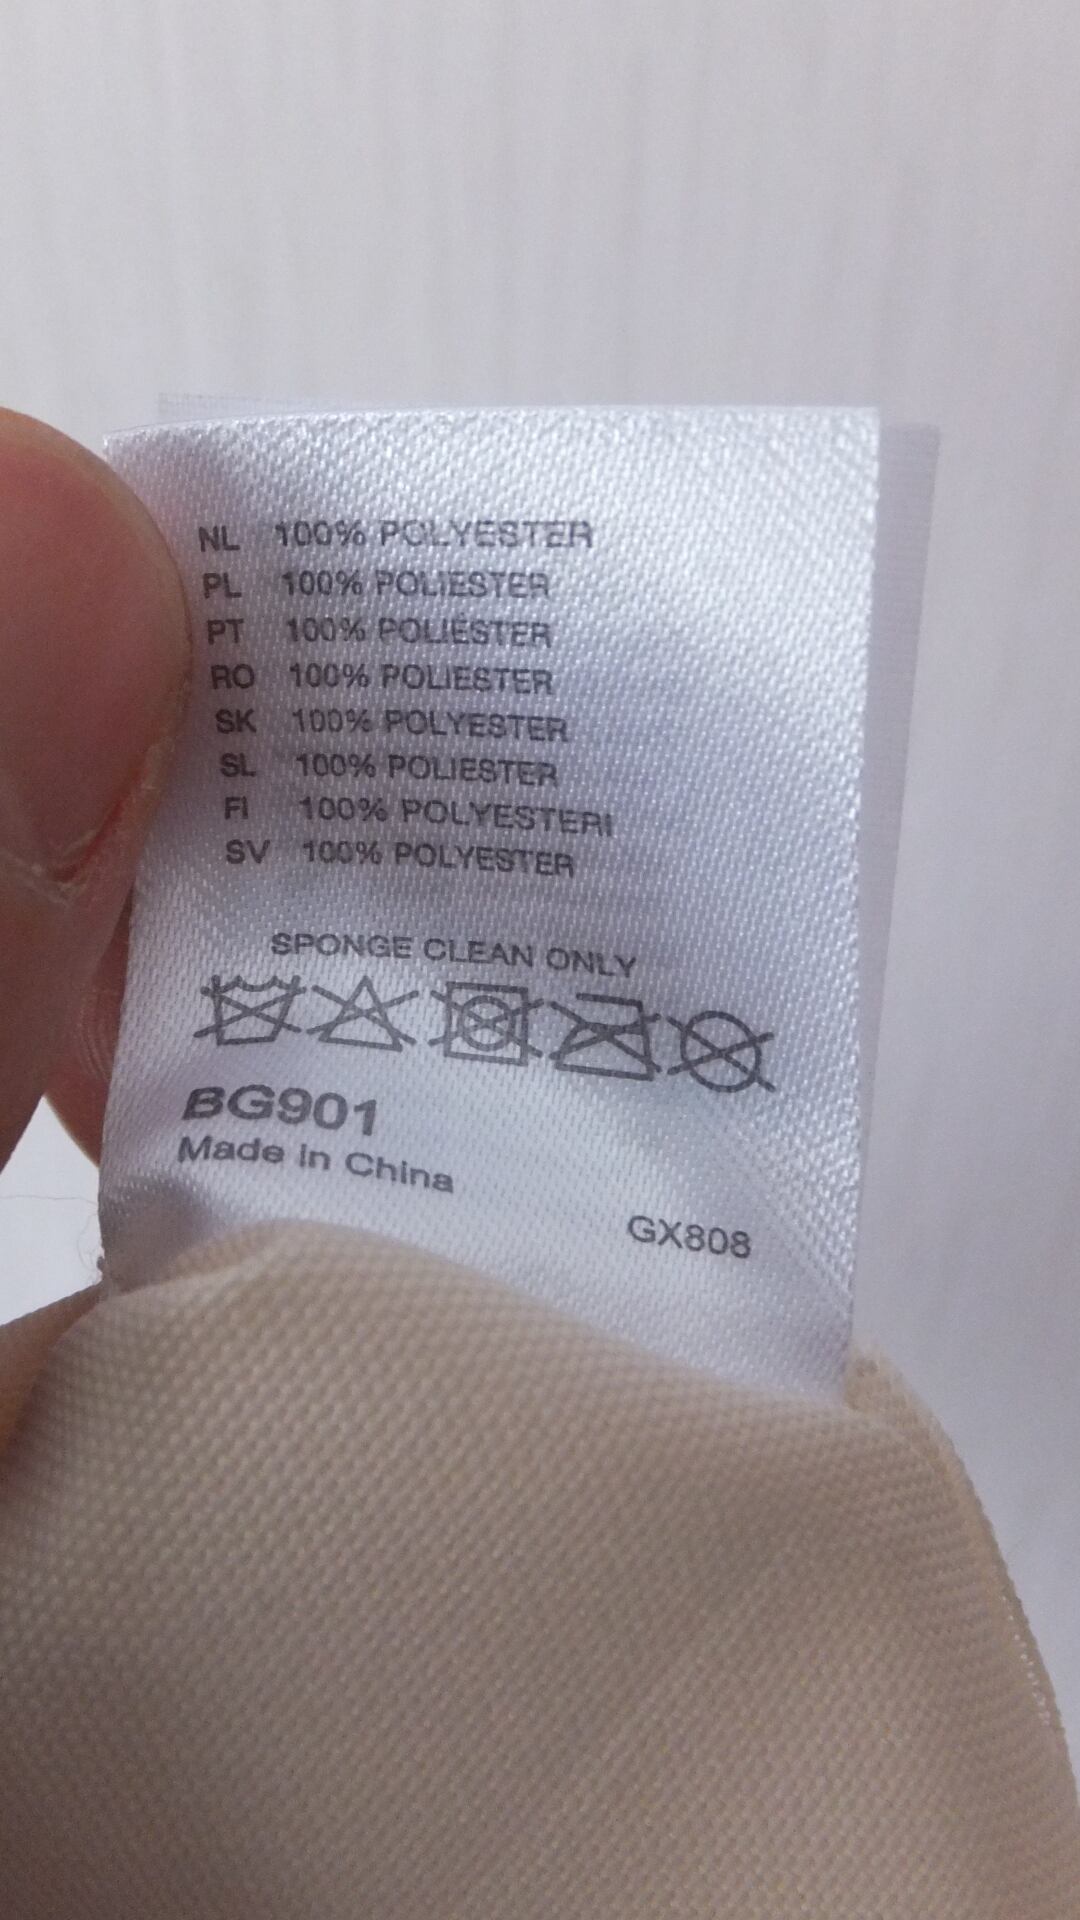 NL 100% POLYESTER
PL 100% POLIESTER
PT 100% POLIÉSTER
RO 100% POLIESTER
SK 100% POLYESTER
SL 100% POLIESTER
FI 100% POLYESTERI
SV 100% POLYESTER
SPONGE CLEAN ONLY
BG901
Made in China
GX808